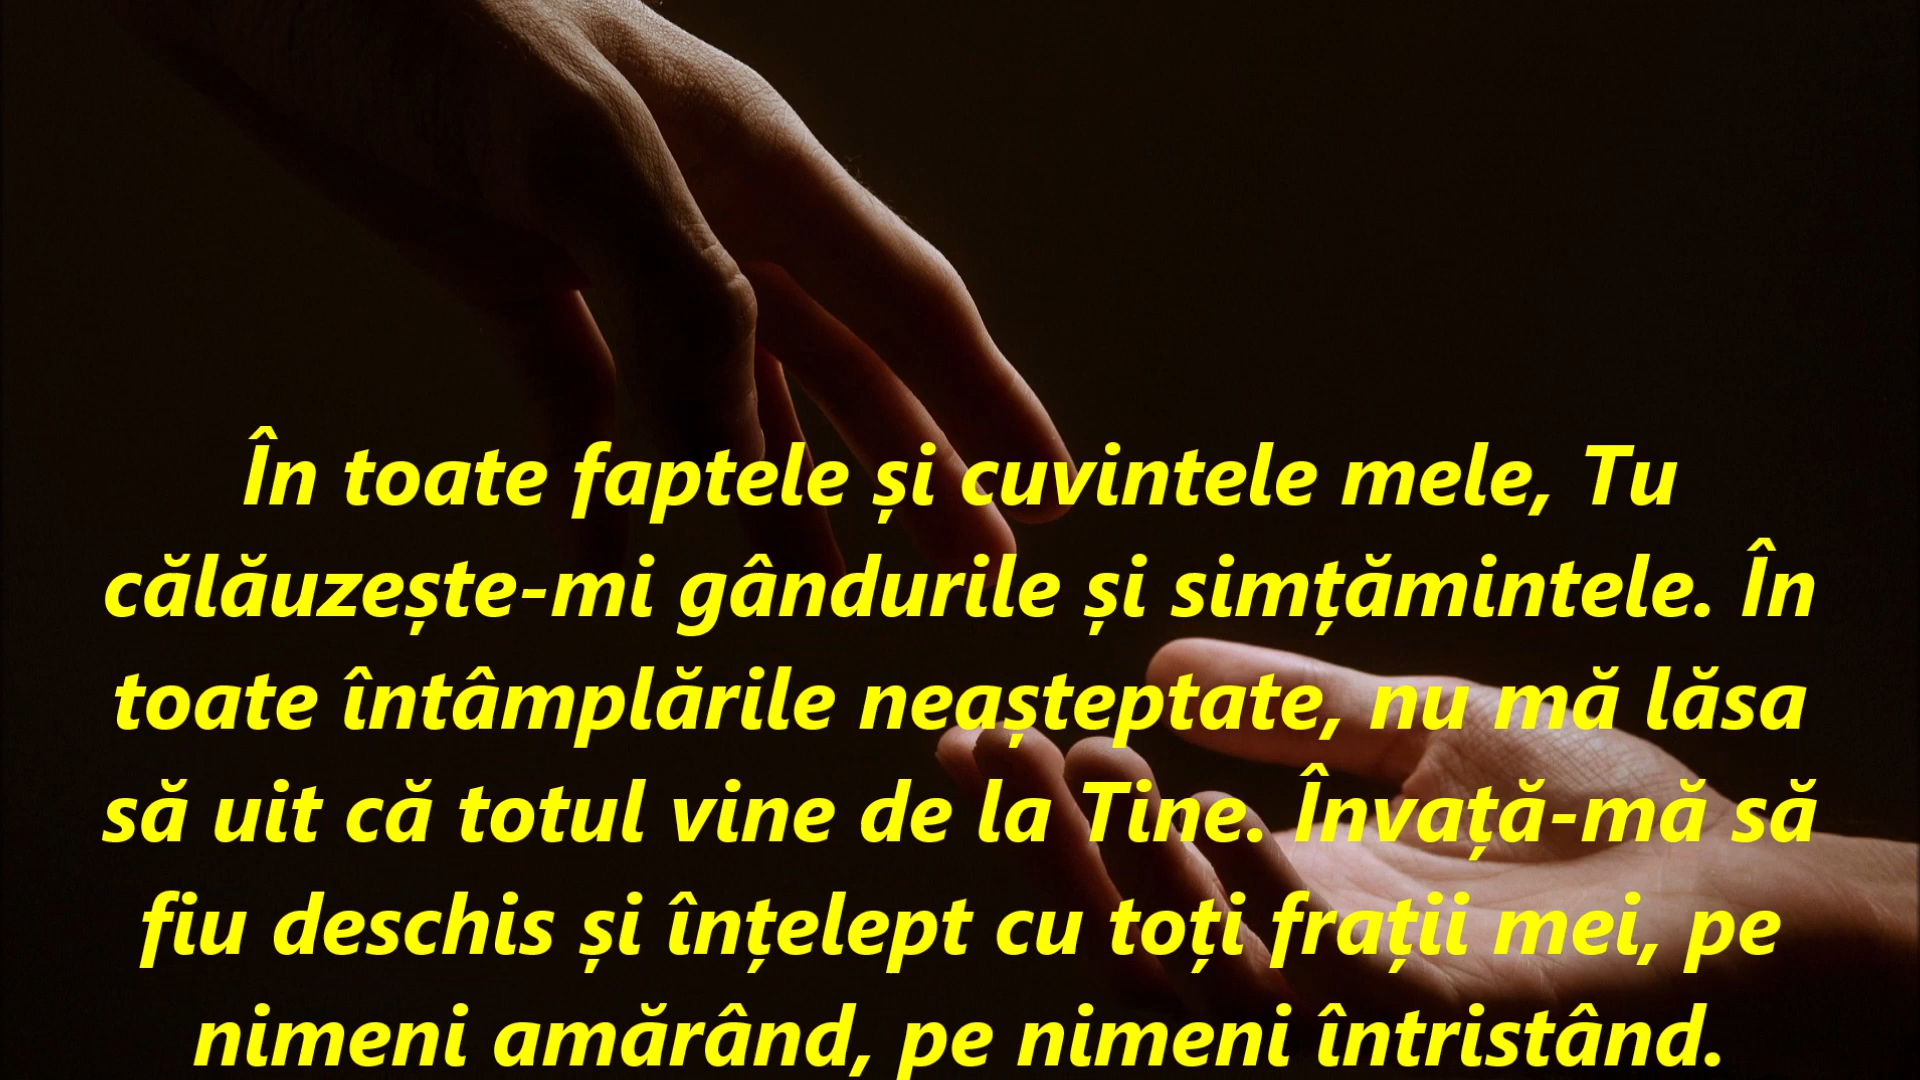 În toate faptele și cuvintele mele, Tu
călăuzește-mi gândurile și simțămintele. În
toate întâmplările neașteptate, nu mă lăsa
să uit că totul vine de la Tine. Învață-mă să
fiu deschis și înțelept cu toți frații mei, pe
nimeni amărând, pe nimeni întristând.